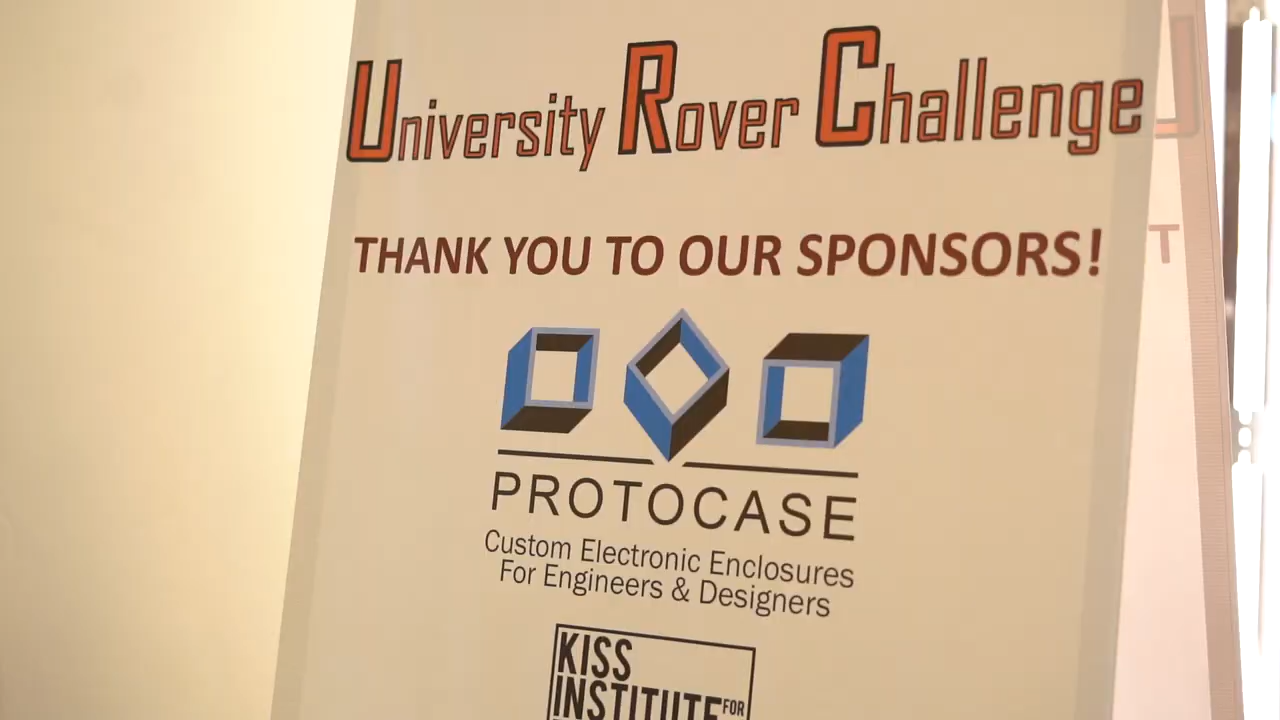 University Rover Challenge
THANK YOU TO OUR SPONSORS!
PROTOCASE
Custom Electronic Enclosures
For Engineers & Designers
KISS
INSTITUTE FOR